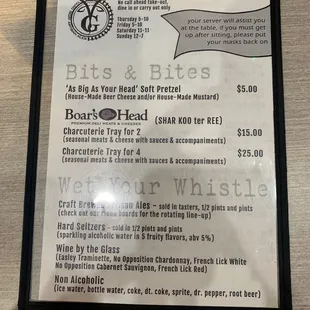 No call ahead take-out,
dine in or carry out only
Thursday 5-10
Friday 5-10
Saturday 11-11
Sunday 12-7
YG
your server will assist you
at the table, if you must get
up after sitting, please put
your masks back on
Bits & Bites
'As Big As Your Head' Soft Pretzel $5.00
(House-Made Beer Cheese and/or House-Made Mustard)
Boar's Head (SHAR KOO ter REE)
PREMIUM DELI MEATS & CHEESES
Charcuterie Tray for 2 $15.00
(seasonal meats & cheese with sauces & accompaniments)
Charcuterie Tray for 4 $25.00
(seasonal meats & cheese with sauces & accompaniments)
Wet Your Whistle
Craft Brewed Artisan Ales - sold in tasters, 1/2 pints and pints
(check out our menu boards for the rotating line-up)
Hard Seltzers - sold in 1/2 pints and pints
(sparkling alcoholic water in 5 fruity flavors, abv 5%)
Wine by the Glass
(Easley Traminette, No Opposition Chardonnay, French Lick White
No Opposition Cabernet Sauvignon, French Lick Red)
Non Alcoholic
(ice water, bottle water, coke, dt. coke, sprite, dr. pepper, root beer)